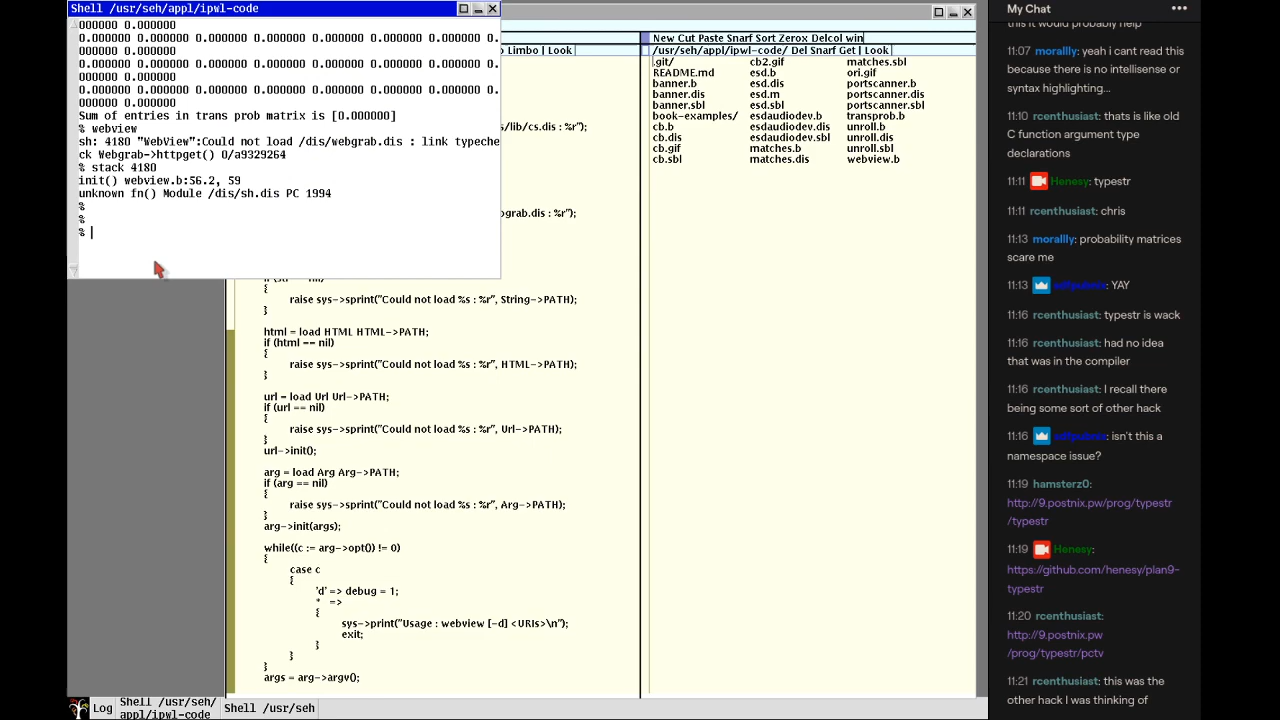 Shell /usr/seh/appl/ipwl-code
000000 0.000000
0.000000 0.000000 0.000000 0.000000 0.000000 0.000000 0.000000 0.
000000 0.000000
0.000000 0.000000 0.000000 0.000000 0.000000 0.000000 0.000000 0.
000000 0.000000
0.000000 0.000000 0.000000 0.000000 0.000000 0.000000 0.000000 0.
000000 0.000000
Sum of entries in trans prob matrix is [0.000000]
% webview
sh: 4180 "WebView":Could not load /dis/webgrab.dis : link typeche
ck Webgrab->httpget() 0/a9329264
% stack 4180
init() webview.b:56.2, 59
unknown fn() Module /dis/sh.dis PC 1994
%
%
%
Limbo | Look
s/lib/cs.dis : %r");
ograb.dis : %r");
{
raise sys->sprint("Could not load %s : %r", String->PATH);
}
html = load HTML HTML->PATH;
if (html == nil)
{
raise sys->sprint("Could not load %s : %r", HTML->PATH);
}
url = load Url Url->PATH;
if (url == nil)
{
raise sys->sprint("Could not load %s : %r", Url->PATH);
}
url->init();
arg = load Arg Arg->PATH;
if (arg == nil)
{
raise sys->sprint("Could not load %s : %r", Arg->PATH);
}
arg->init(args);
while((c := arg->opt()) != 0)
{
case c
{
'd' => debug = 1;
* =>
{
sys->print("Usage : webview [-d] <URIs>\n");
exit;
}
}
}
args = arg->argv();
New Cut Paste Snarf Sort Zerox Delcol win
/usr/seh/appl/ipwl-code/ Del Snarf Get | Look
.git/ cb2.gif matches.sbl
README.md esd.b ori.gif
banner.b esd.dis portscanner.b
banner.dis esd.m portscanner.dis
banner.sbl esd.sbl portscanner.sbl
book-examples/ esdaudiodev.b transprob.b
cb.b esdaudiodev.dis unroll.b
cb.dis esdaudiodev.sbl unroll.dis
cb.gif matches.b unroll.sbl
cb.sbl matches.dis webview.b
Log
Shell /usr/seh/
appl/ipwl-code
Shell /usr/seh
My Chat
this it would probably help
11:07 morallly: yeah i cant read this
because there is no intellisense or
syntax highlighting...
11:10 rcenthusiast: thats is like old
C function argument type
declarations
11:11 Henesy: typestr
11:11 rcenthusiast: chris
11:13 morallly: probability matrices
scare me
11:13 : YAY
11:16 rcenthusiast: typestr is wack
11:16 rcenthusiast: had no idea
that was in the compiler
11:16 rcenthusiast: I recall there
being some sort of other hack
11:16 : isn't this a
namespace issue?
11:19 hamsterz0:
http://9.postnix.pw/prog/typestr
/typestr
11:19 Henesy:
https://github.com/henesy/plan9-
typestr
11:20 rcenthusiast:
http://9.postnix.pw
/prog/typestr/pctv
11:21 rcenthusiast: this was the
other hack I was thinking of